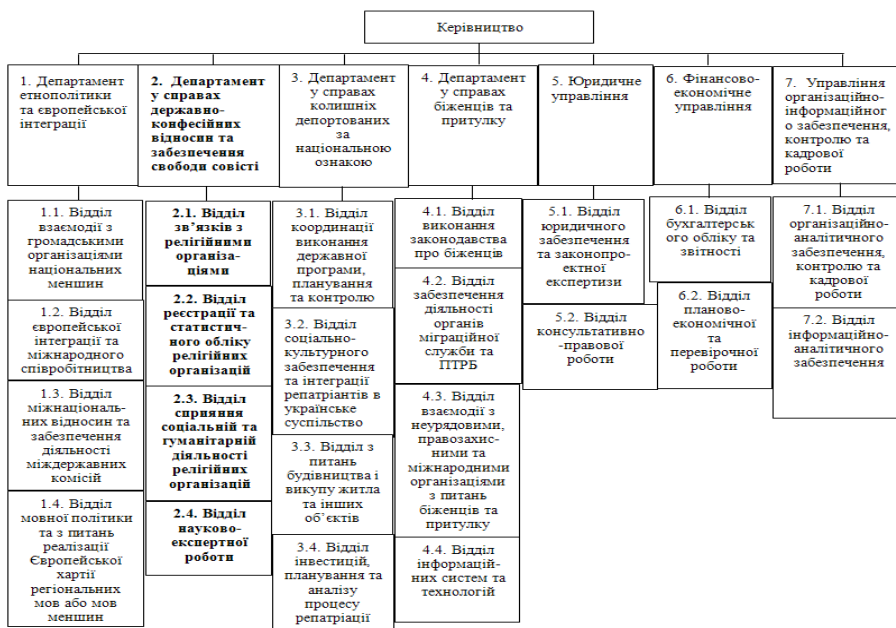 Керівництво
1. Департамент
етнополітики
та європейської
інтеграції
2. Департамент
у справах
державно-
конфесійних
відносин та
забезпечення
свободи совісті
3. Департамент
у справах
колишніх
депортованих
за
національною
ознакою
4. Департамент
у справах
біженців та
притулку
5. Юридичне
управління
6. Фінансово-
економічне
управління
7. Управління
організаційно-
інформаційног
о забезпечення,
контролю та
кадрової
роботи
1.1. Відділ
взаємодії з
громадськими
організаціями
національних
меншин
1.2. Відділ
європейської
інтеграції та
міжнародного
співробітництва
1.3. Відділ
міжнаціональ-
них відносин та
забезпечення
діяльності
міждержавних
комісій
1.4. Відділ
мовної політики
та з питань
реалізації
Європейської
хартії
регіональних
мов або мов
меншин
2.1. Відділ
зв’язків з
релігійними
організа-
ціями
2.2. Відділ
реєстрації та
статистич-
ного обліку
релігійних
організацій
2.3. Відділ
сприяння
соціальній та
гуманітарній
діяльності
релігійних
організацій
2.4. Відділ
науково-
експертної
роботи
3.1. Відділ
координації
виконання
державної
програми,
планування та
контролю
3.2. Відділ
соціально-
культурного
забезпечення
та інтеграції
репатріантів в
українське
суспільство
3.3. Відділ з
питань
будівництва і
викупу житла
та інших
об’єктів
3.4. Відділ
інвестицій,
планування та
аналізу
процесу
репатріації
4.1. Відділ
виконання
законодавства
про біженців
4.2. Відділ
забезпечення
діяльності
органів
міграційної
служби та
ПТРБ
4.3. Відділ
взаємодії з
неурядовими,
правозахис-
ними та
міжнародними
організаціями
з питань
біженців та
притулку
4.4. Відділ
інформацій-
них систем та
технологій
5.1. Відділ
юридичного
забезпечення
та законопро-
ектної
експертизи
5.2. Відділ
консультативно
-правової
роботи
6.1. Відділ
бухгалтерсь
кого обліку та
звітності
6.2. Відділ
планово-
економічної
та
перевірочної
роботи
7.1. Відділ
організаційно-
аналітичного
забезпечення,
контролю та
кадрової
роботи
7.2. Відділ
інформаційно-
аналітичного
забезпечення